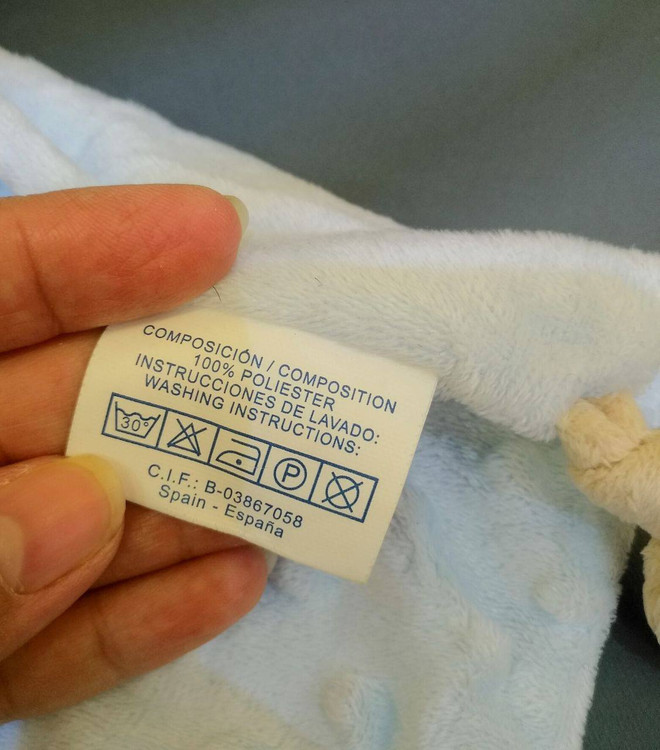 COMPOSICIÓN / COMPOSITION
100% POLIESTER
INSTRUCCIONES DE LAVADO:
WASHING INSTRUCTIONS:
30° P
C.I.F.: B-03867058
Spain - España